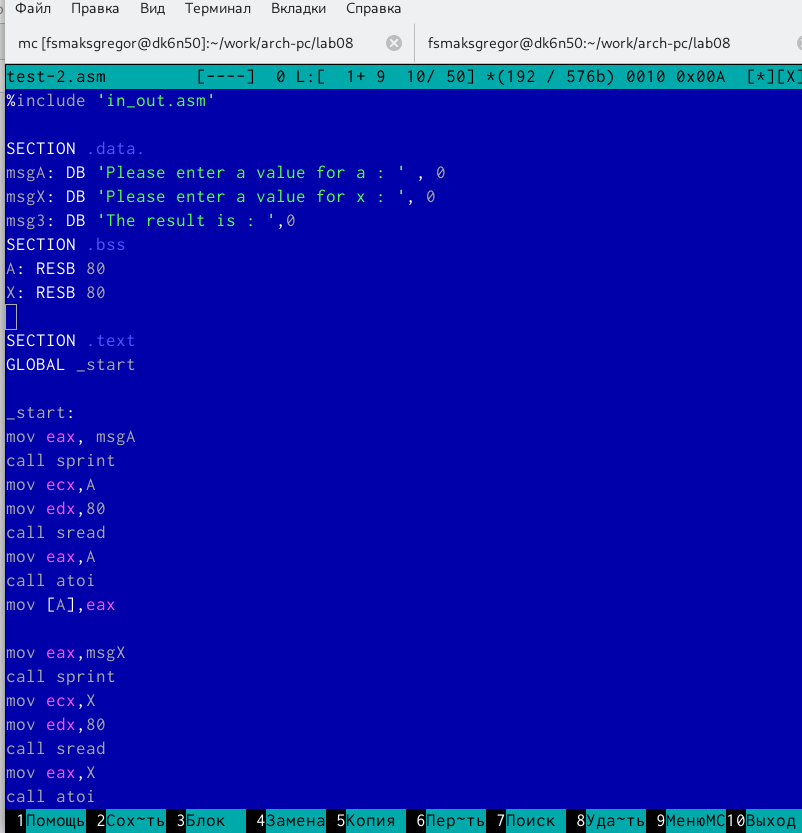 Файл Правка Вид Терминал Вкладки Справка
mc [fsmaksgregor@dk6n50]:~/work/arch-pc/lab08 fsmaksgregor@dk6n50:~/work/arch-pc/lab08
test-2.asm [----] 0 L:[ 1+ 9 10/ 50] *(192 / 576b) 0010 0x00A [*][X]
%include 'in_out.asm'
SECTION .data.
msgA: DB 'Please enter a value for a : ' , 0
msgX: DB 'Please enter a value for x : ', 0
msg3: DB 'The result is : ',0
SECTION .bss
A: RESB 80
X: RESB 80
SECTION .text
GLOBAL _start
_start:
mov eax, msgA
call sprint
mov ecx,A
mov edx,80
call sread
mov eax,A
call atoi
mov [A],eax
mov eax,msgX
call sprint
mov ecx,X
mov edx,80
call sread
mov eax,X
call atoi
1Помощь 2Сох~ть 3Блок 4Замена 5Копия 6Пер~ть 7Поиск 8Уда~ть 9МенюMC 10Выход